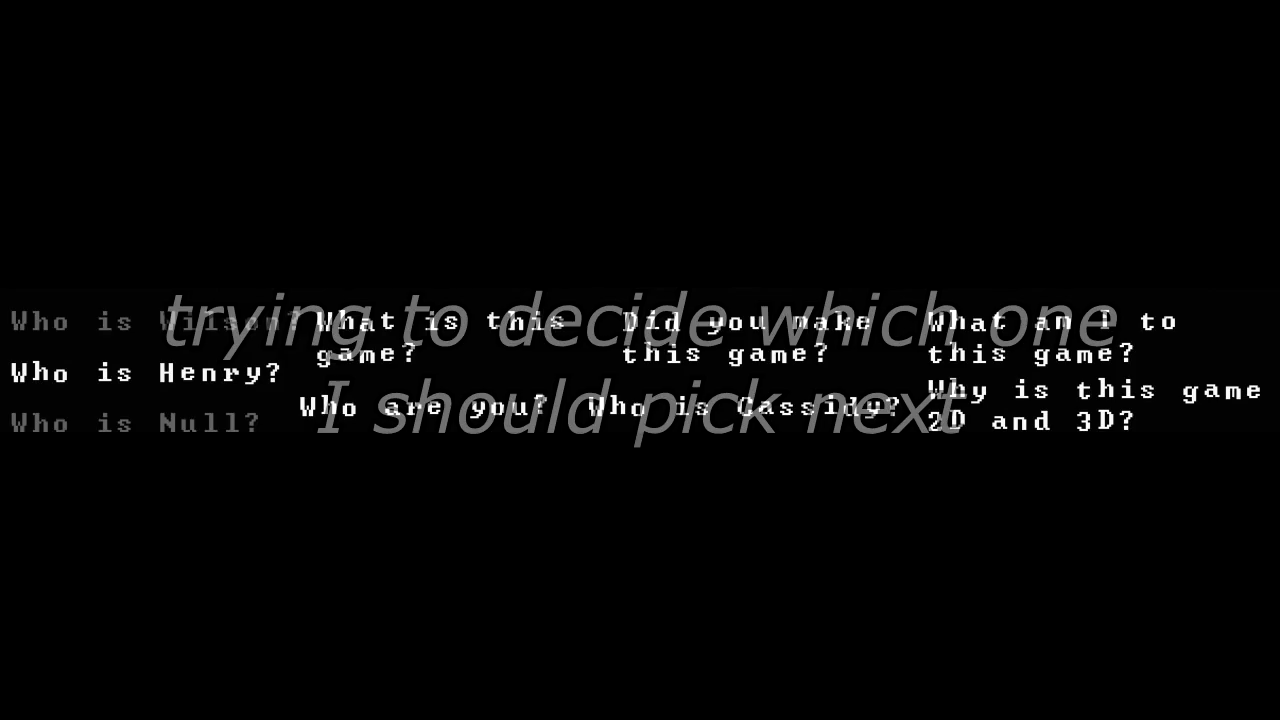 trying to decide which one
I should pick next
Who is Wilson?
Who is Henry?
Who is Null?
What is this
game?
Who are you?
Did you make
this game?
Who is Cassidy?
What am I to
this game?
Why is this game
2D and 3D?